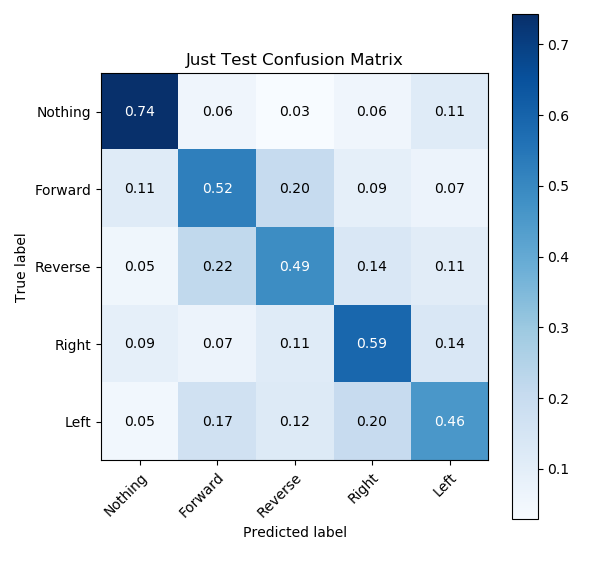 Just Test Confusion Matrix
True label
Nothing 0.74 0.06 0.03 0.06 0.11
Forward 0.11 0.52 0.20 0.09 0.07
Reverse 0.05 0.22 0.49 0.14 0.11
Right 0.09 0.07 0.11 0.59 0.14
Left 0.05 0.17 0.12 0.20 0.46
Nothing Forward Reverse Right Left
Predicted label
0.7
0.6
0.5
0.4
0.3
0.2
0.1